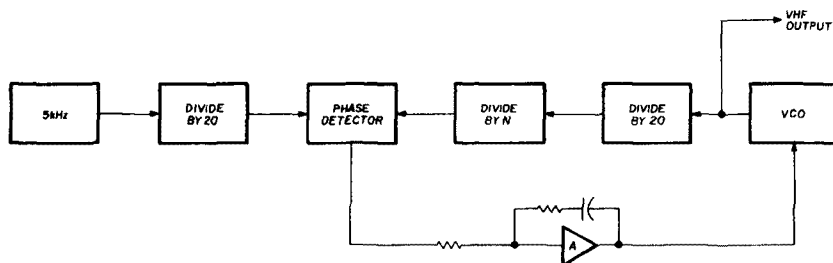 VHF
OUTPUT
5kHz
DIVIDE
BY 20
PHASE
DETECTOR
DIVIDE
BY N
DIVIDE
BY 20
VCO
A